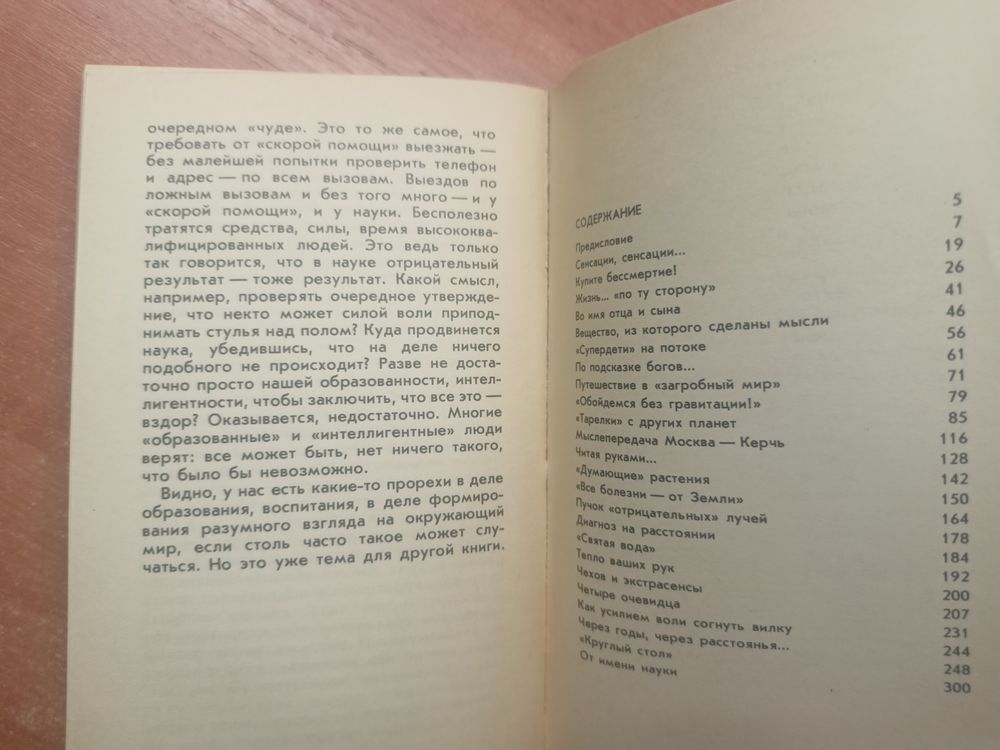 очередном «чуде». Это то же самое, что
требовать от «скорой помощи» выезжать —
без малейшей попытки проверить телефон
и адрес — по всем вызовам. Выездов по
ложным вызовам и без того много — и у
«скорой помощи», и у науки. Бесполезно
тратятся средства, силы, время высококва-
лифицированных людей. Это ведь только
так говорится, что в науке отрицательный
результат — тоже результат. Какой смысл,
например, проверять очередное утвержде-
ние, что некто может силой воли припод-
нимать стулья над полом? Куда продвинется
наука, убедившись, что на деле ничего
подобного не происходит? Разве не доста-
точно просто нашей образованности, интел-
лигентности, чтобы заключить, что все это —
вздор? Оказывается, недостаточно. Многие
«образованные» и «интеллигентные» люди
верят: все может быть, нет ничего такого,
что было бы невозможно.
Видно, у нас есть какие-то прорехи в деле
образования, воспитания, в деле формиро-
вания разумного взгляда на окружающий
мир, если столь часто такое может слу-
чаться. Но это уже тема для другой книги.
СОДЕРЖАНИЕ
Предисловие 5
Сенсации, сенсации... 7
Купите бессмертие! 19
Жизнь... «по ту сторону» 26
Во имя отца и сына 41
Вещество, из которого сделаны мысли 46
«Супердети» на потоке 56
По подсказке богов... 61
Путешествие в «загробный мир» 71
«Обойдемся без гравитации!» 79
«Тарелки» с других планет 85
Мыслепередача Москва — Керчь 116
Читая руками... 128
«Думающие» растения 142
«Все болезни — от Земли» 150
Пучок «отрицательных» лучей 164
Диагноз на расстоянии 178
«Святая вода» 184
Тепло ваших рук 192
Чехов и экстрасенсы 200
Четыре очевидца 207
Как усилием воли согнуть вилку 231
Через годы, через расстоянья... 244
«Круглый стол» 248
От имени науки 300